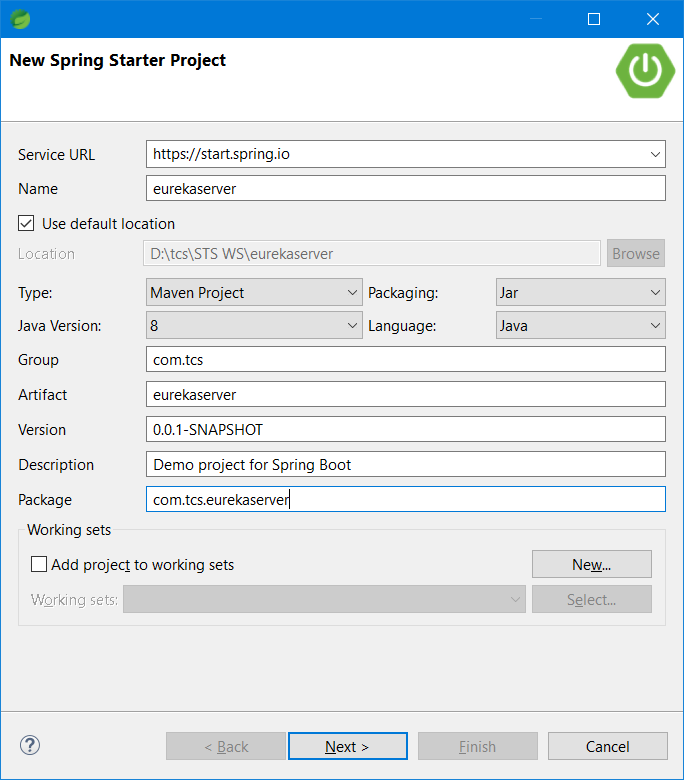 New Spring Starter Project
Service URL https://start.spring.io
Name eurekaserver
Use default location
Location D:\tcs\STS WS\eurekaserver Browse
Type: Maven Project Packaging: Jar
Java Version: 8 Language: Java
Group com.tcs
Artifact eurekaserver
Version 0.0.1-SNAPSHOT
Description Demo project for Spring Boot
Package com.tcs.eurekaserver
Working sets
Add project to working sets New...
Working sets: Select...
? < Back Next > Finish Cancel